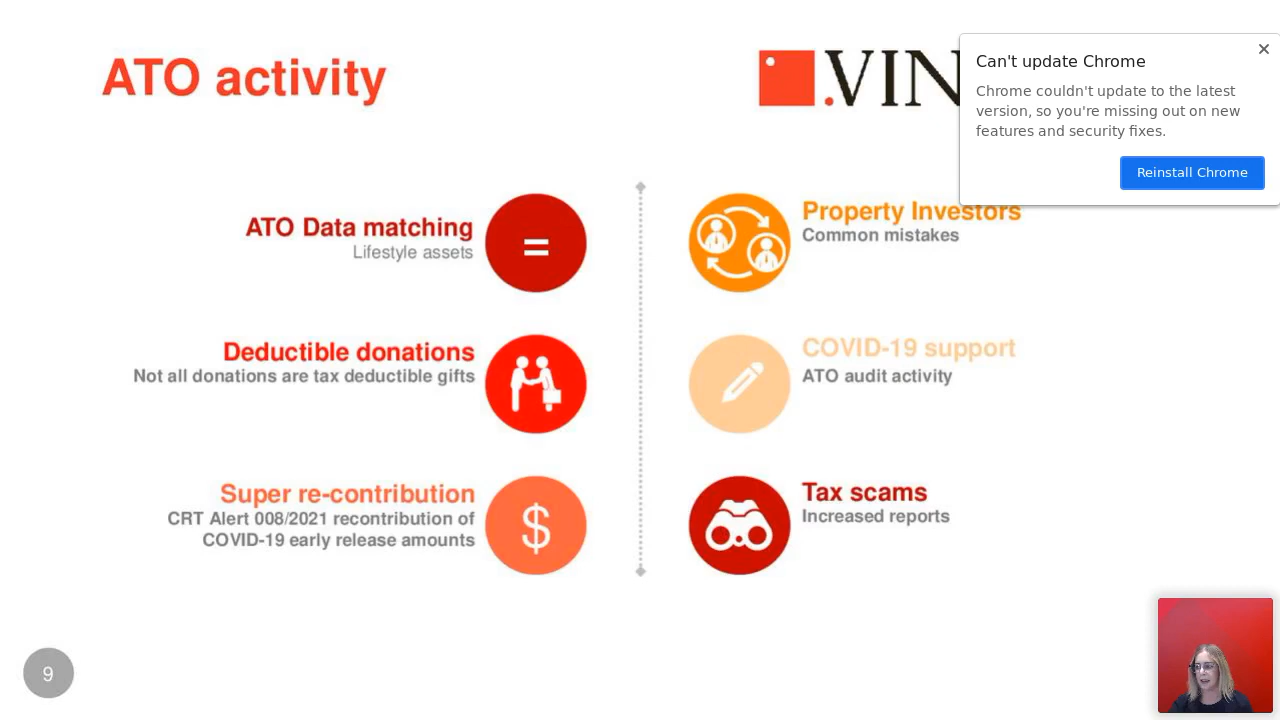 ATO activity
.VIN
Can't update Chrome
Chrome couldn't update to the latest
version, so you're missing out on new
features and security fixes.
Reinstall Chrome
ATO Data matching
Lifestyle assets
=
Deductible donations
Not all donations are tax deductible gifts
Super re-contribution
CRT Alert 008/2021 recontribution of
COVID-19 early release amounts
$
Property Investors
Common mistakes
COVID-19 support
ATO audit activity
Tax scams
Increased reports
9